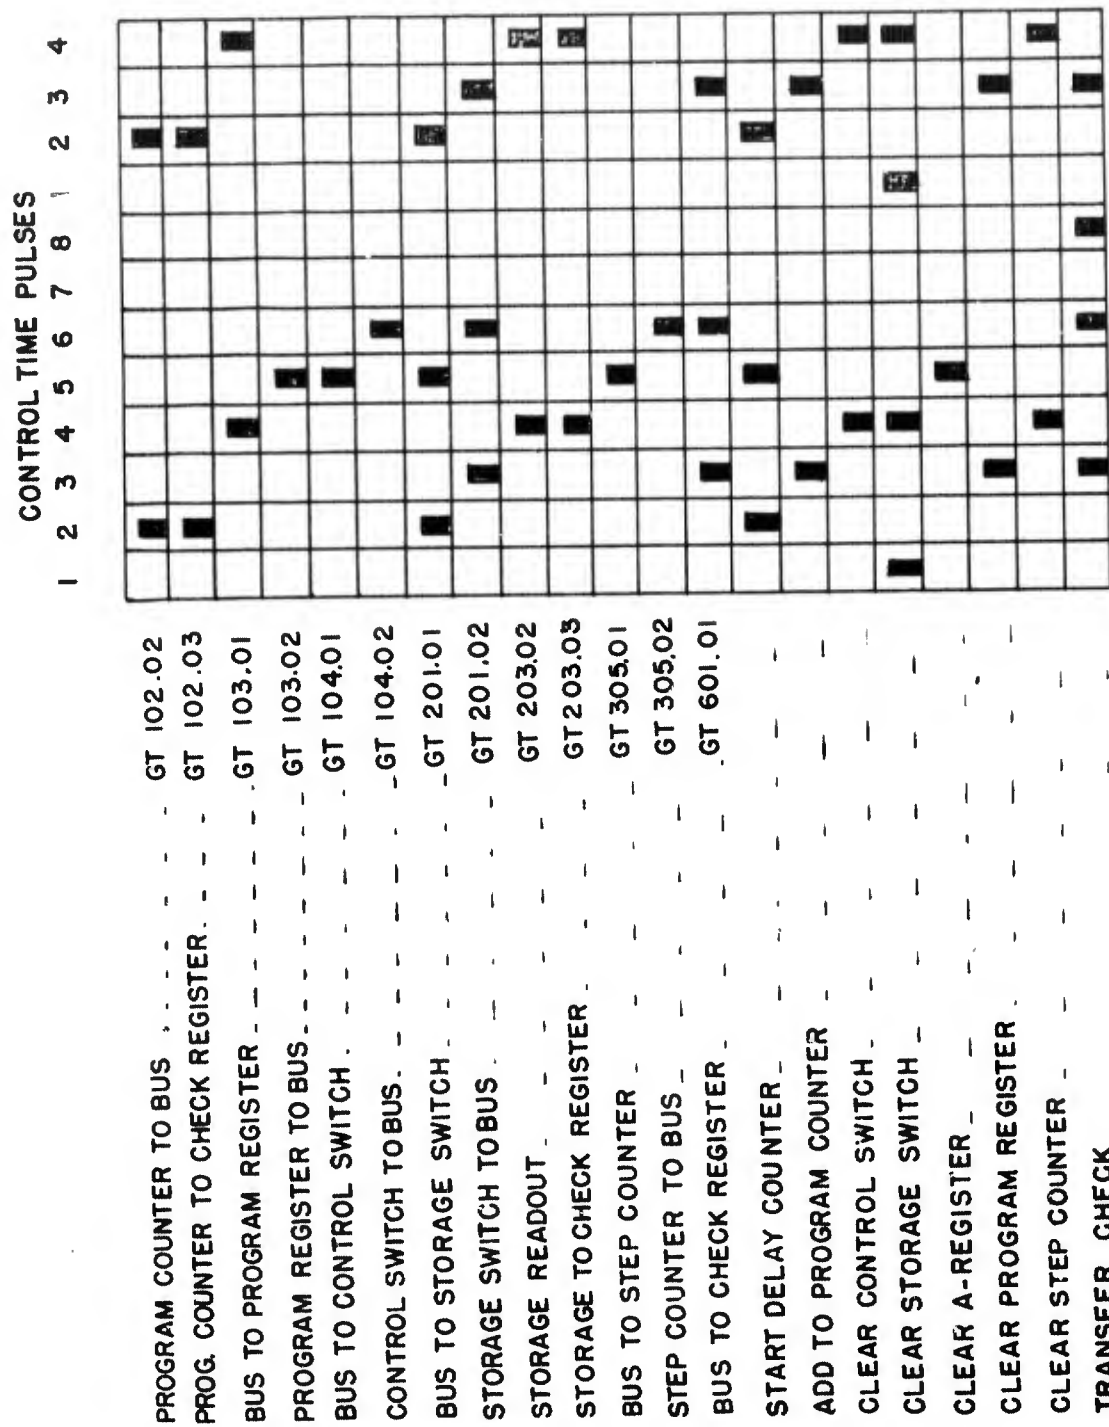 CONTROL TIME PULSES
1 2 3 4 5 6 7 8 1 2 3 4
PROGRAM COUNTER TO BUS GT 102.02
PROG. COUNTER TO CHECK REGISTER GT 102.03
BUS TO PROGRAM REGISTER GT 103.01
PROGRAM REGISTER TO BUS GT 103.02
BUS TO CONTROL SWITCH GT 104.01
CONTROL SWITCH TO BUS GT 104.02
BUS TO STORAGE SWITCH GT 201.01
STORAGE SWITCH TO BUS GT 201.02
STORAGE READOUT GT 203.02
STORAGE TO CHECK REGISTER GT 203.03
BUS TO STEP COUNTER GT 305.01
STEP COUNTER TO BUS GT 305.02
BUS TO CHECK REGISTER GT 601.01
START DELAY COUNTER
ADD TO PROGRAM COUNTER
CLEAR CONTROL SWITCH
CLEAR STORAGE SWITCH
CLEAR A-REGISTER
CLEAR PROGRAM REGISTER
CLEAR STEP COUNTER
TRANSFER CHECK